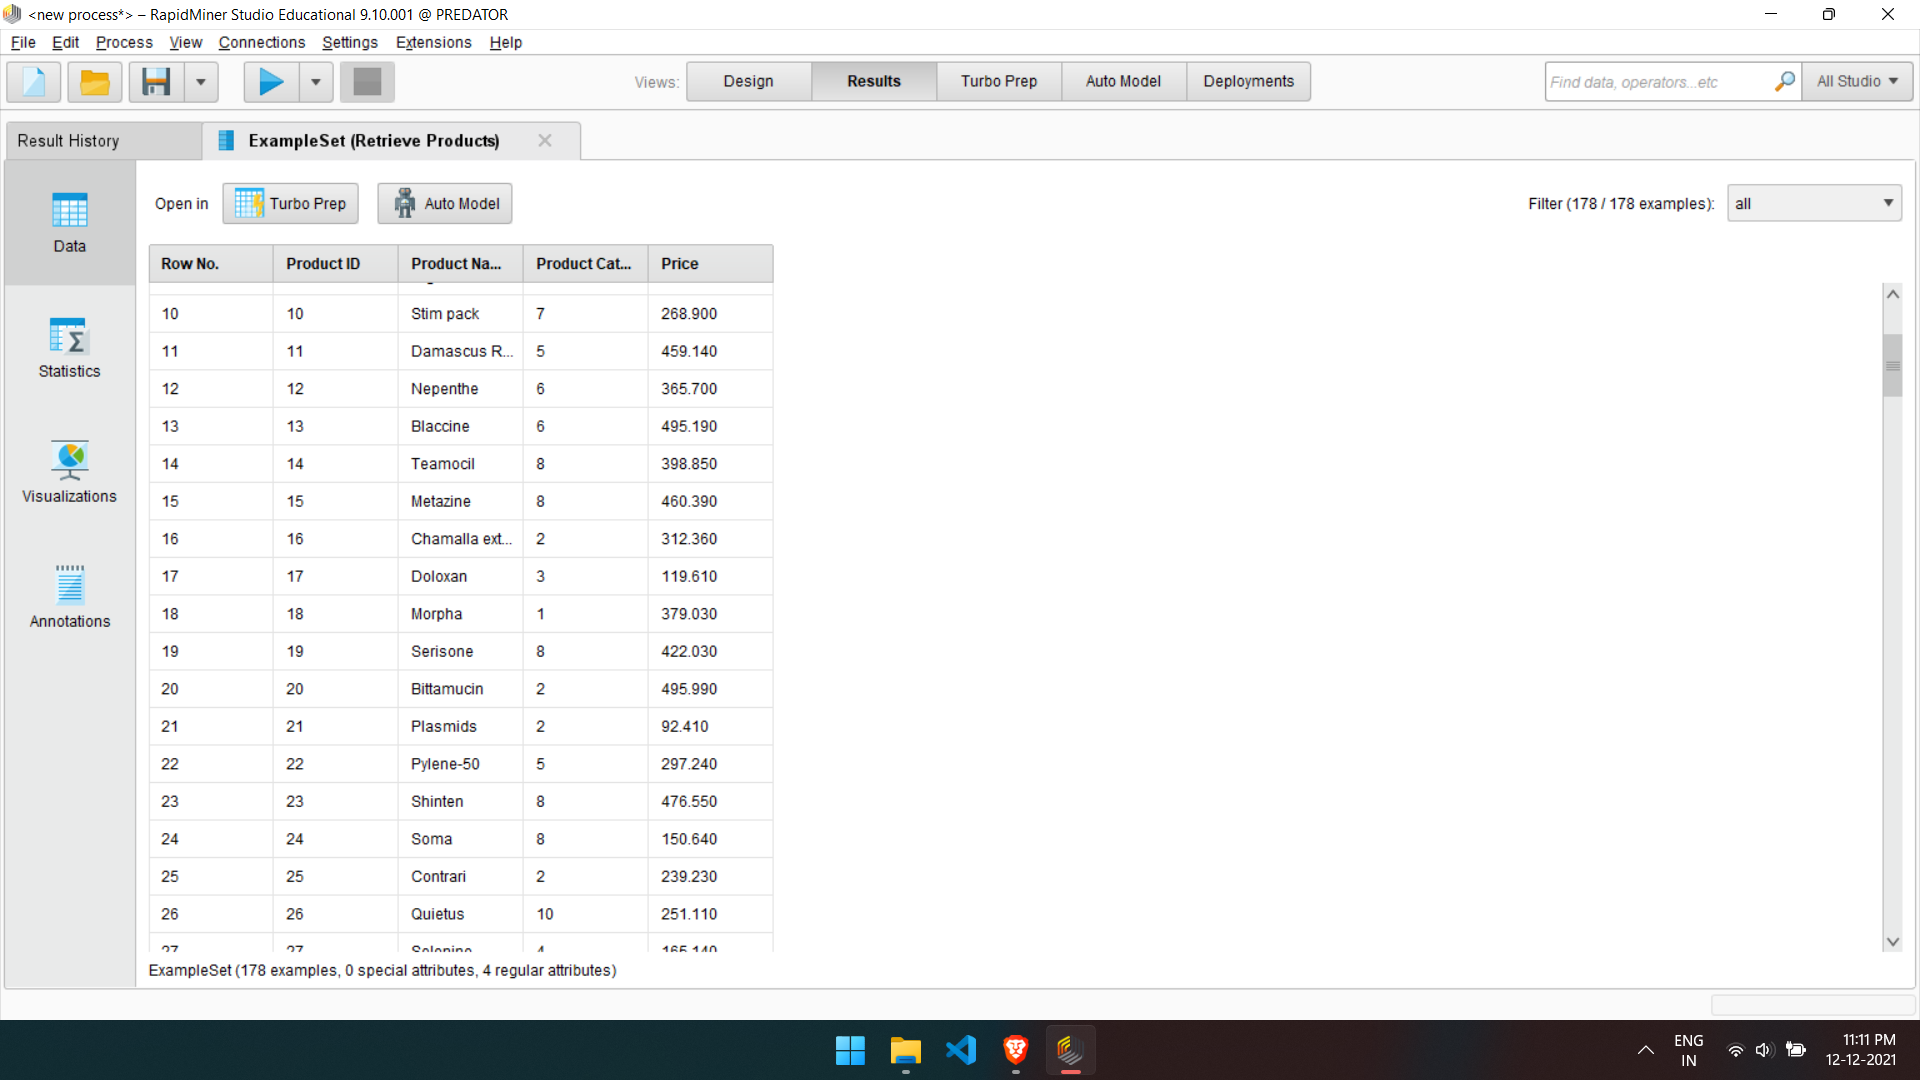 <new process*> – RapidMiner Studio Educational 9.10.001 @ PREDATOR
File Edit Process View Connections Settings Extensions Help
Views: Design Results Turbo Prep Auto Model Deployments Find data, operators...etc All Studio
Result History ExampleSet (Retrieve Products)
Open in Turbo Prep Auto Model Filter (178 / 178 examples): all
Data
Statistics
Visualizations
Annotations
Row No. Product ID Product Na... Product Cat... Price
10 10 Stim pack 7 268.900
11 11 Damascus R... 5 459.140
12 12 Nepenthe 6 365.700
13 13 Blaccine 6 495.190
14 14 Teamocil 8 398.850
15 15 Metazine 8 460.390
16 16 Chamalla ext... 2 312.360
17 17 Doloxan 3 119.610
18 18 Morpha 1 379.030
19 19 Serisone 8 422.030
20 20 Bittamucin 2 495.990
21 21 Plasmids 2 92.410
22 22 Pylene-50 5 297.240
23 23 Shinten 8 476.550
24 24 Soma 8 150.640
25 25 Contrari 2 239.230
26 26 Quietus 10 251.110
27 27 4 165.140
ExampleSet (178 examples, 0 special attributes, 4 regular attributes)
ENG
IN
11:11 PM
12-12-2021